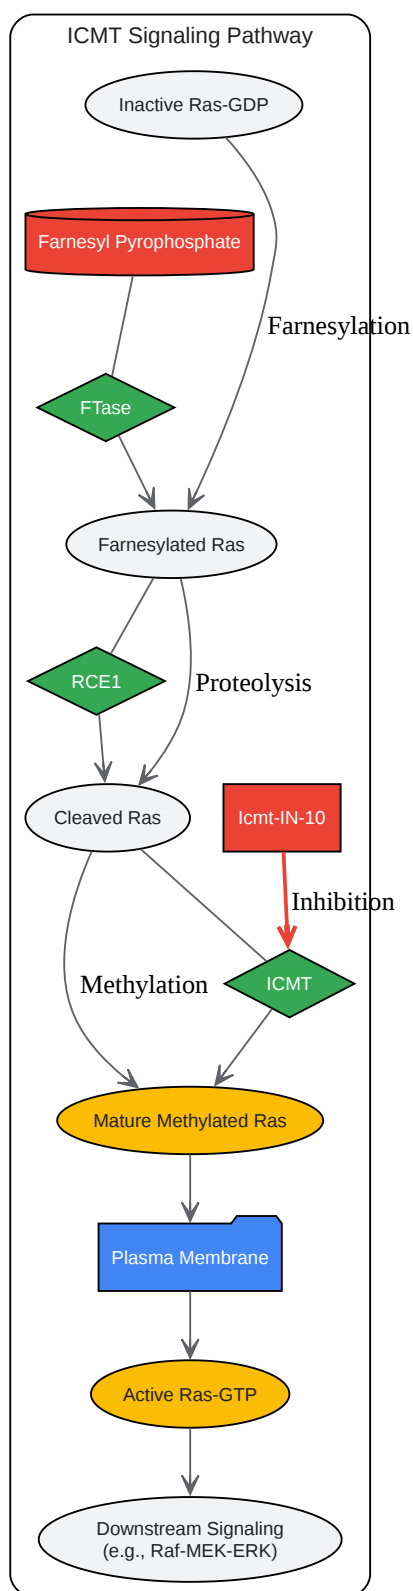 ICMT Signaling Pathway
Inactive Ras-GDP
Farnesyl Pyrophosphate
Farnesylation
FTase
Farnesylated Ras
RCE1
Proteolysis
Cleaved Ras
Icmt-IN-10
Inhibition
Methylation
ICMT
Mature Methylated Ras
Plasma Membrane
Active Ras-GTP
Downstream Signaling
(e.g., Raf-MEK-ERK)